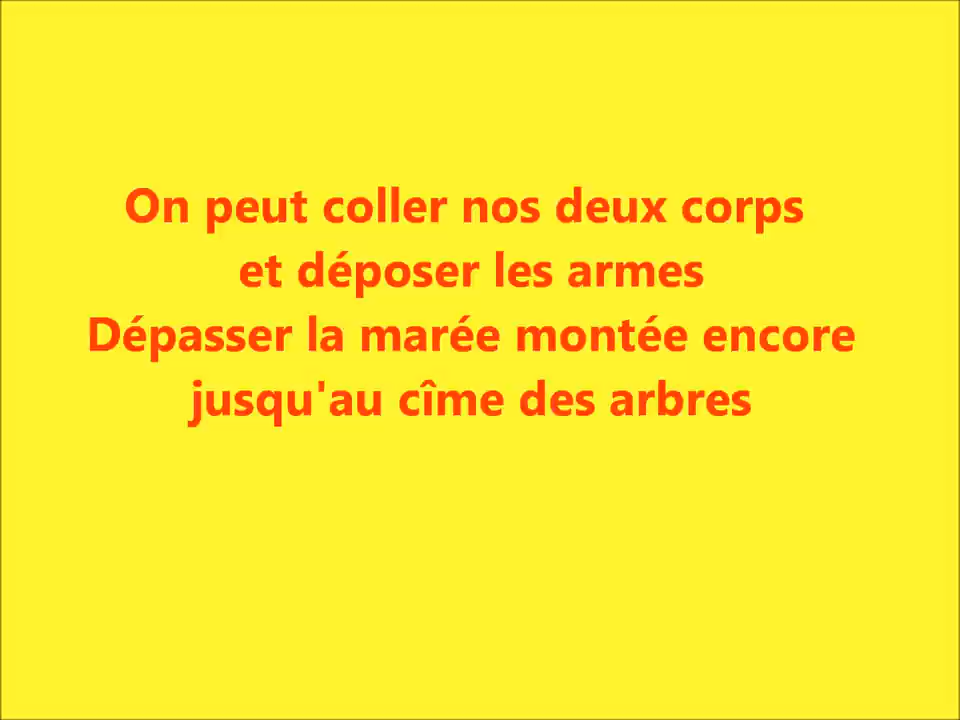 On peut coller nos deux corps
et déposer les armes
Dépasser la marée montée encore
jusqu'au cîme des arbres